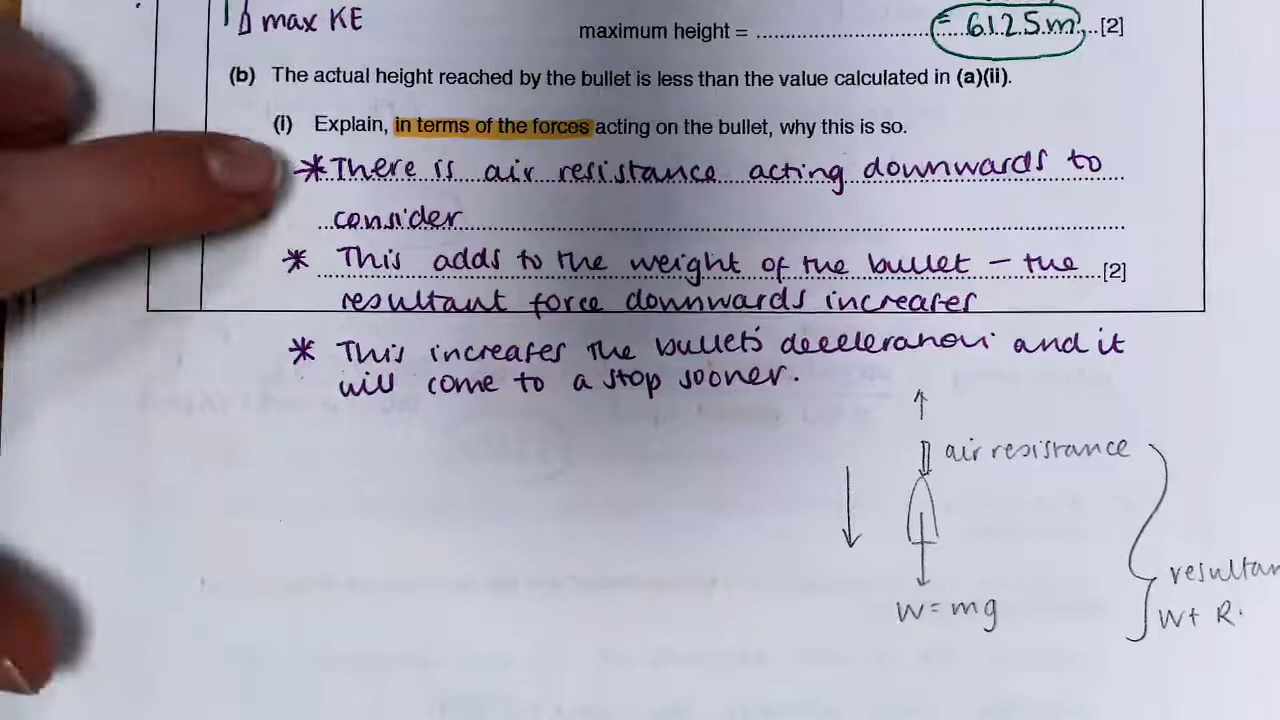 max KE
maximum height = = 6125m [2]
(b) The actual height reached by the bullet is less than the value calculated in (a)(ii).
(i) Explain, in terms of the forces acting on the bullet, why this is so.
* There is air resistance acting downwards to
consider
* This adds to the weight of the bullet – the [2]
resultant force downwards increases
* This increases the bullet's deceleration and it
will come to a stop sooner.
air resistance
resultan
W = mg
W + R.